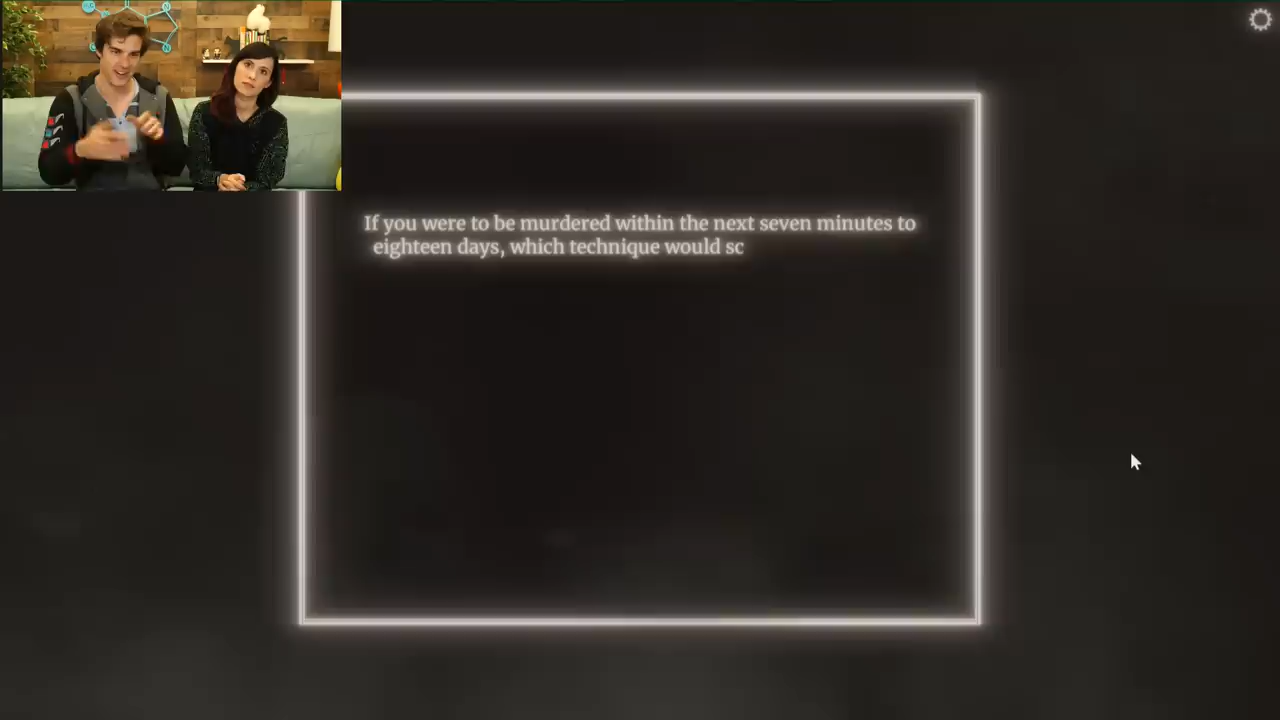 If you were to be murdered within the next seven minutes to
eighteen days, which technique would sc